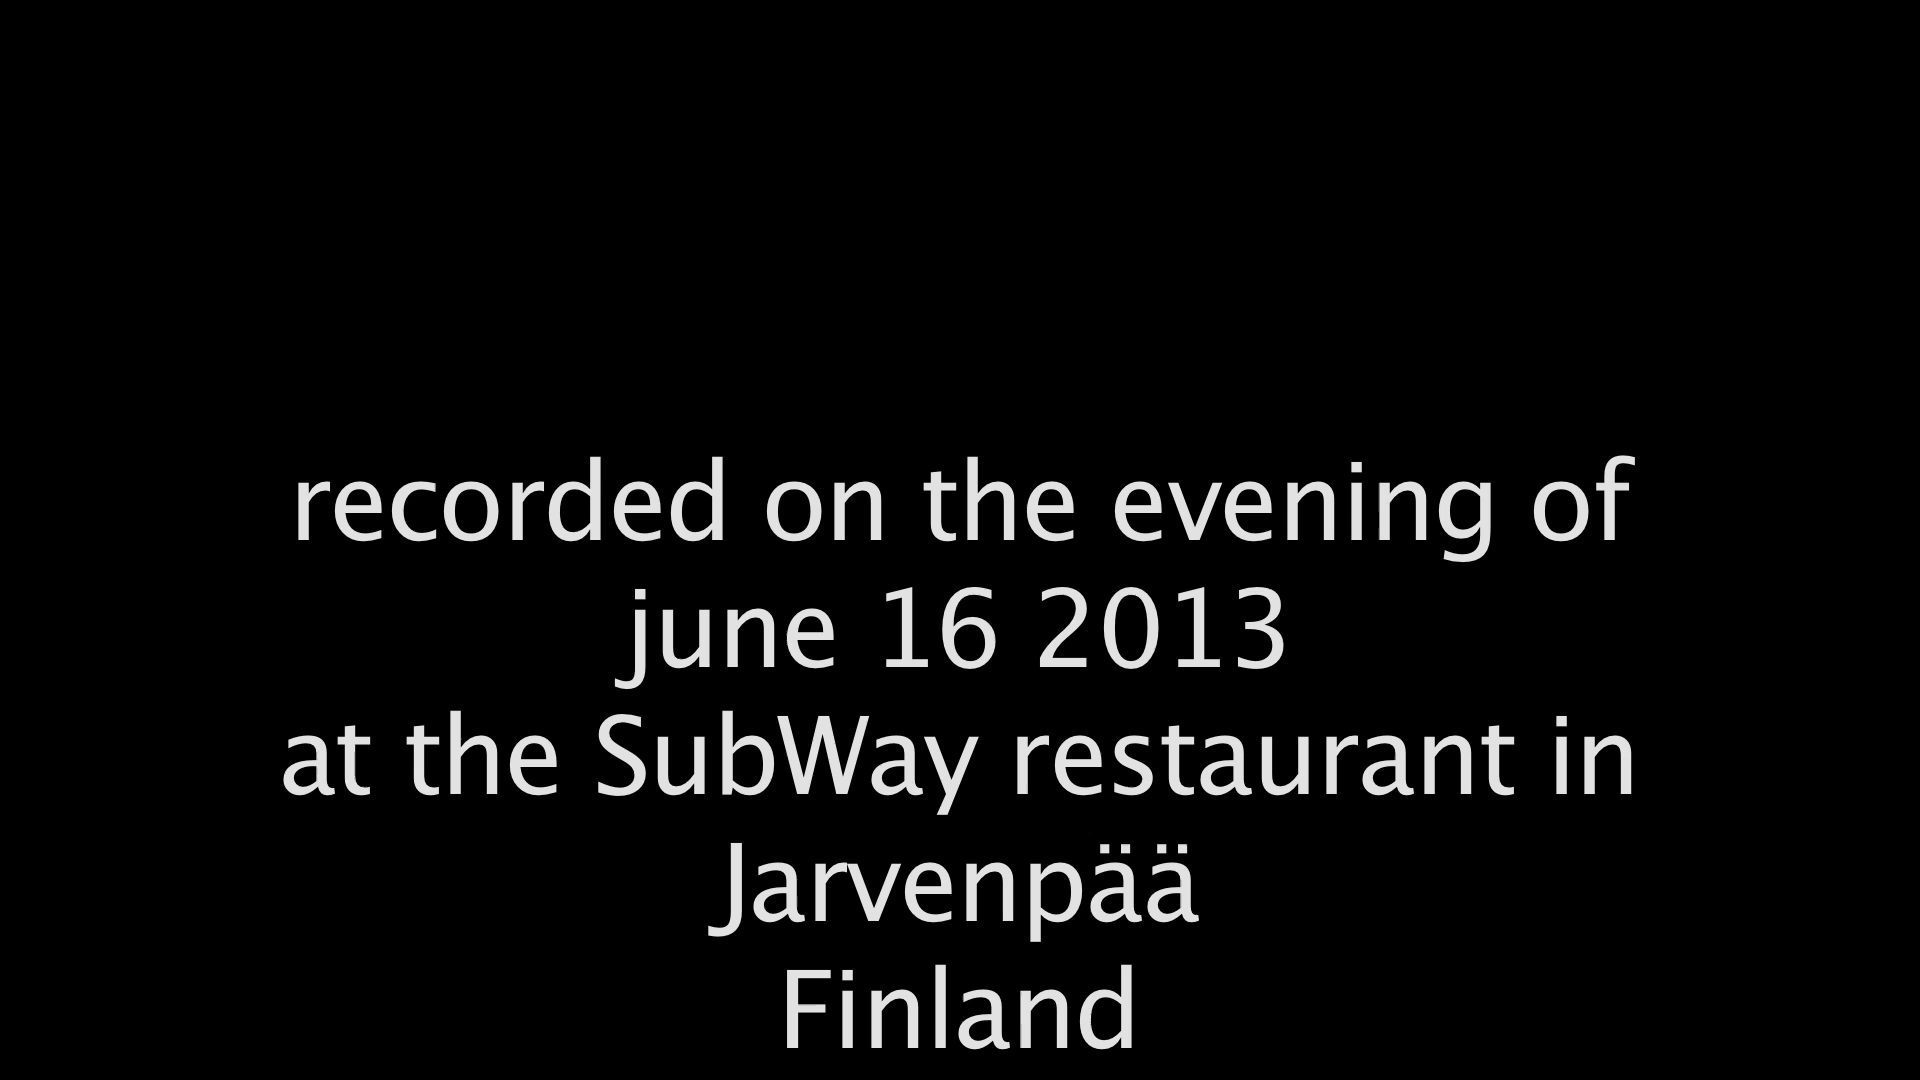 recorded on the evening of
june 16 2013
at the SubWay restaurant in
Jarvenpää
Finland